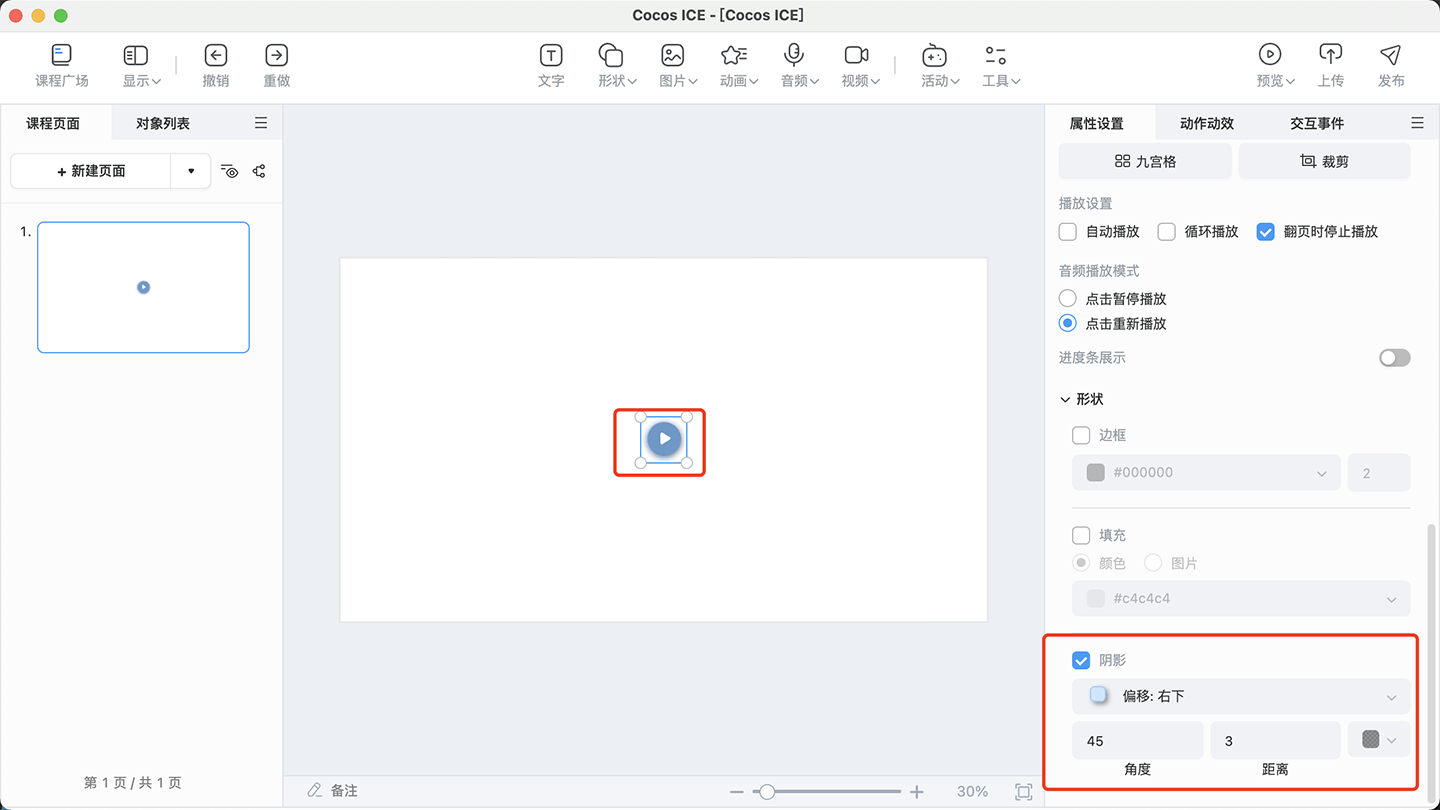 Cocos ICE - [Cocos ICE]
课程广场 显示 撤销 重做 文字 形状 图片 动画 音频 视频 活动 工具 预览 上传 发布
课程页面 对象列表
+ 新建页面
1.
第 1 页 / 共 1 页
备注 30%
属性设置 动作动效 交互事件
九宫格 裁剪
播放设置
自动播放 循环播放 翻页时停止播放
音频播放模式
点击暂停播放
点击重新播放
进度条展示
形状
边框
#000000 2
填充
颜色 图片
#c4c4c4
阴影
偏移: 右下
45 3
角度 距离